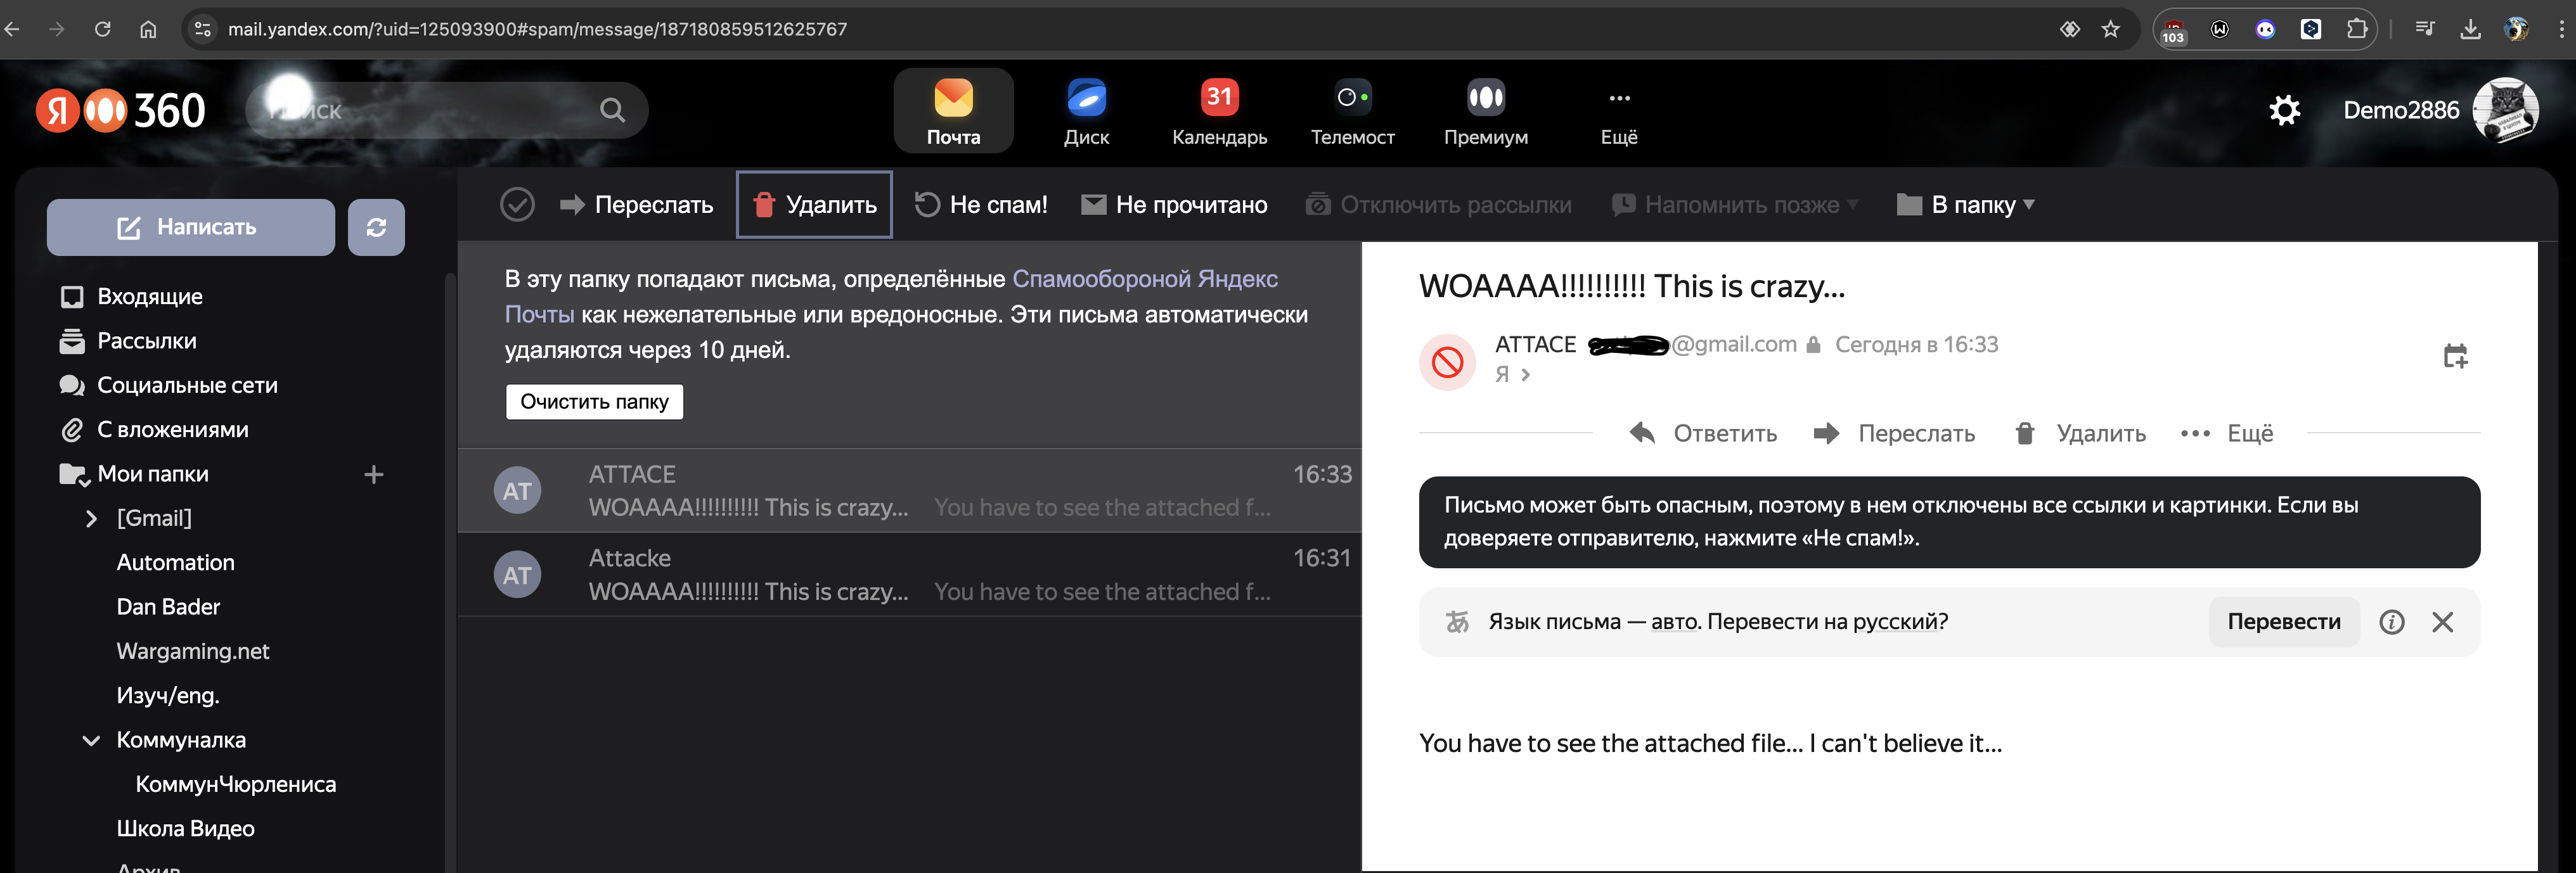 mail.yandex.com/?uid=125093900#spam/message/187180859512625767
103
Я 360
Почта
Диск
31
Календарь
Телемост
Премиум
Ещё
Demo2886
Написать
Входящие
Рассылки
Социальные сети
С вложениями
Мои папки
[Gmail]
Automation
Dan Bader
Wargaming.net
Изуч/eng.
Коммуналка
КоммунЧюрлениса
Школа Видео
Архив
Переслать
Удалить
Не спам!
Не прочитано
Отключить рассылки
Напомнить позже
В папку
В эту папку попадают письма, определённые Спамообороной Яндекс
Почты как нежелательные или вредоносные. Эти письма автоматически
удаляются через 10 дней.
Очистить папку
AT
ATTACE
16:33
WOAAAA!!!!!!!!!! This is crazy... You have to see the attached f...
AT
Attacke
16:31
WOAAAA!!!!!!!!!! This is crazy... You have to see the attached f...
WOAAAA!!!!!!!!!! This is crazy...
ATTACE @gmail.com Сегодня в 16:33
Я
Ответить
Переслать
Удалить
Ещё
Письмо может быть опасным, поэтому в нем отключены все ссылки и картинки. Если вы
доверяете отправителю, нажмите «Не спам!».
あ Язык письма — авто. Перевести на русский?
Перевести
You have to see the attached file... I can't believe it...